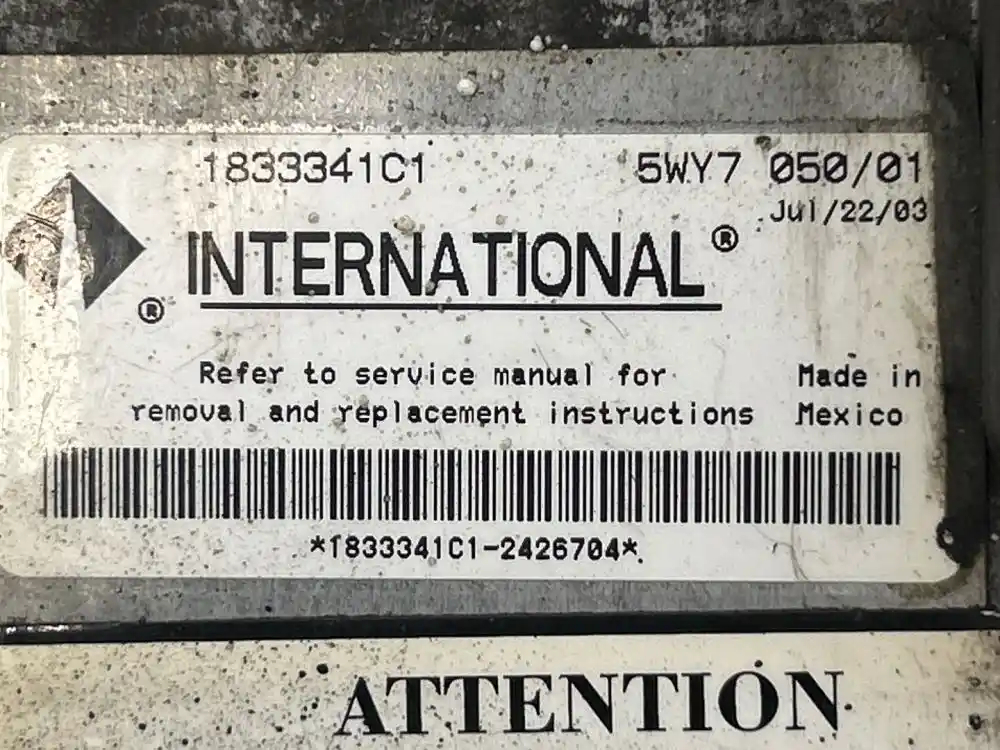 1833341C1 5WY7 050/01
Jul/22/03
INTERNATIONAL®
®
Refer to service manual for Made in
removal and replacement instructions Mexico
*1833341C1-2426704*
ATTENTION